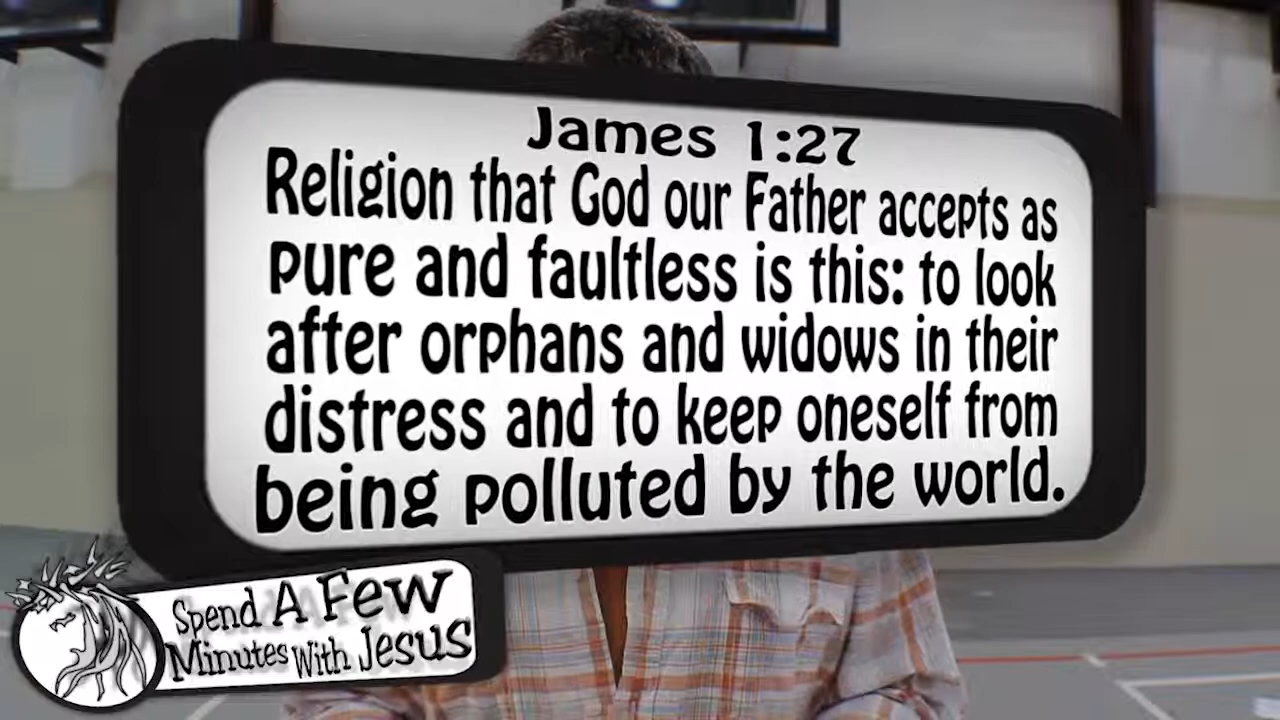 James 1:27
Religion that God our Father accepts as
pure and faultless is this: to look
after orphans and widows in their
distress and to keep oneself from
being polluted by the world.
Spend A Few
Minutes With Jesus